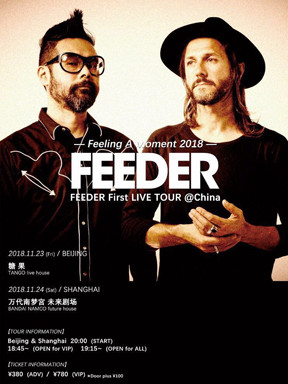 — Feeling A Moment 2018 —
FEEDER
FEEDER First LIVE TOUR @China
2018.11.23 (Fri) / BEIJING
糖 果
TANGO live house
2018.11.24 (Sat) / SHANGHAI
万代南梦宫 未来剧场
BANDAI NAMCO future house
[TOUR INFORMATION]
Beijing & Shanghai 20:00 (START)
18:45~ (OPEN for VIP) 19:15~ (OPEN for ALL)
[TICKET INFORMATION]
¥380 (ADV) / ¥780 (VIP) *Door plus ¥100